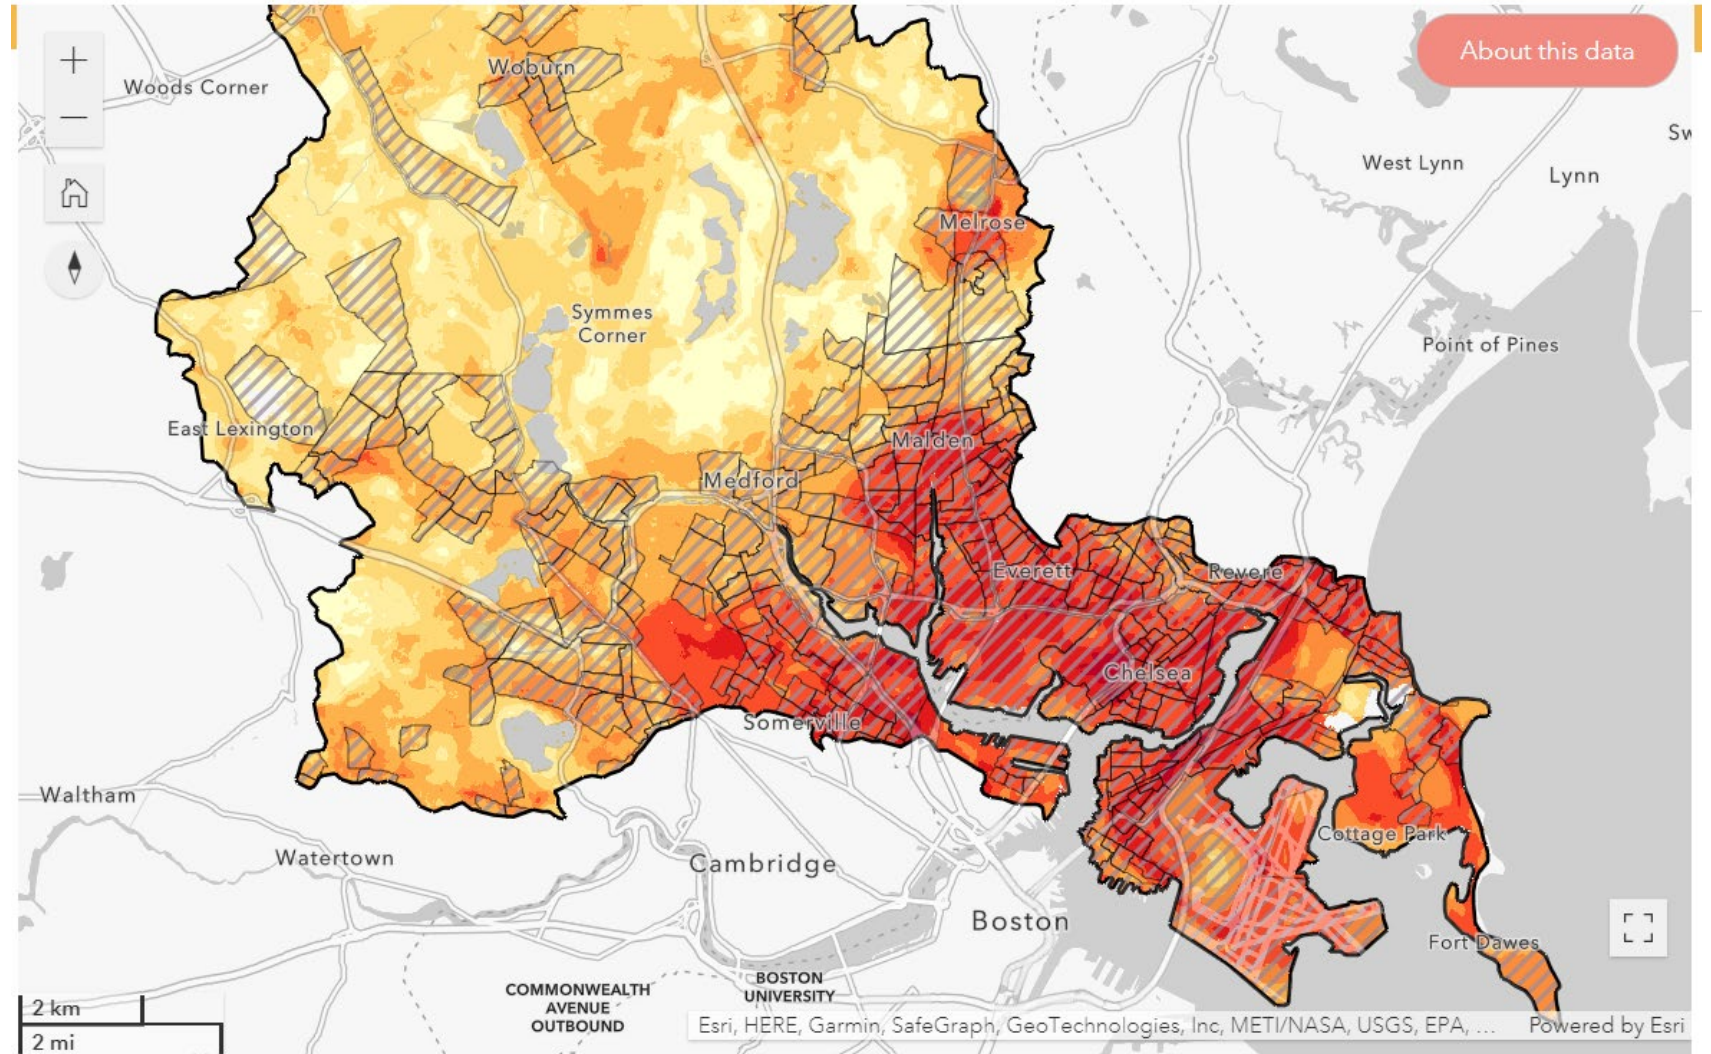 About this data
Woburn
Woods Corner
Sw
West Lynn
Lynn
Melrose
Symmes
Corner
Point of Pines
East Lexington
Malden
Medford
Everett
Revere
Chelsea
Somerville
Waltham
Cottage Park
Watertown
Cambridge
Boston
Fort Dawes
BOSTON
UNIVERSITY
COMMONWEALTH
AVENUE
OUTBOUND
2 km
2 mi
Esri, HERE, Garmin, SafeGraph, GeoTechnologies, Inc, METI/NASA, USGS, EPA, ... Powered by Esri